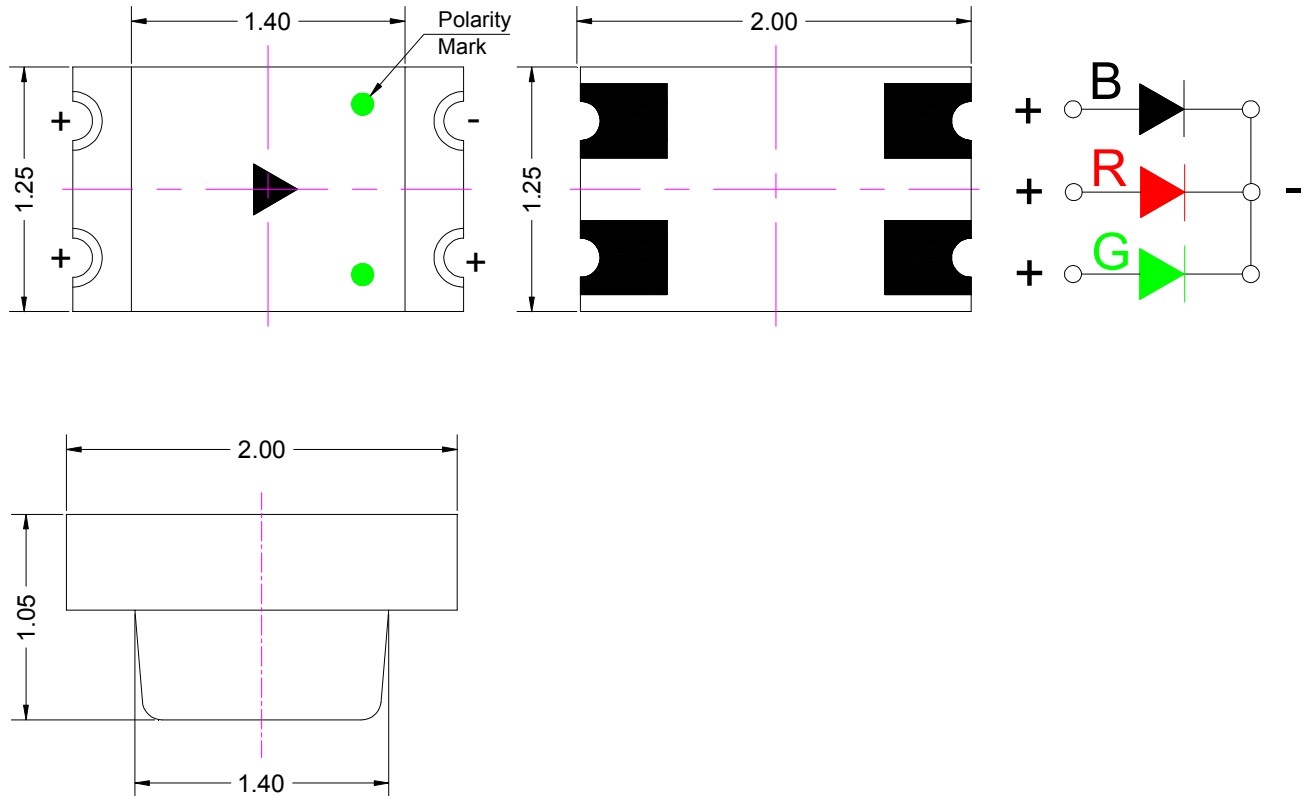 1.40
Polarity
Mark
2.00
+
-
1.25
+
+
1.25
+ B
+ R
-
+ G
2.00
1.05
1.40